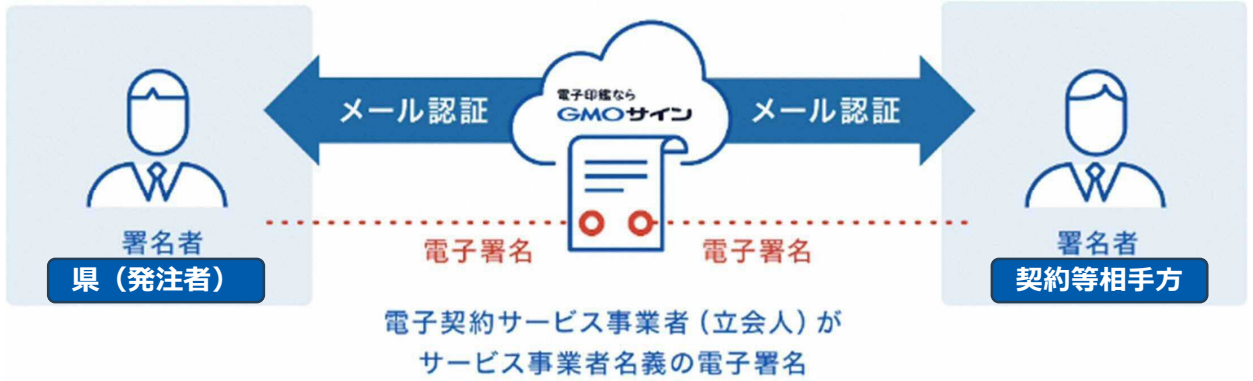 電子印鑑なら
GMOサイン
メール認証
メール認証
電子署名
電子署名
署名者
県（発注者）
署名者
契約等相手方
電子契約サービス事業者（立会人）が
サービス事業者名義の電子署名